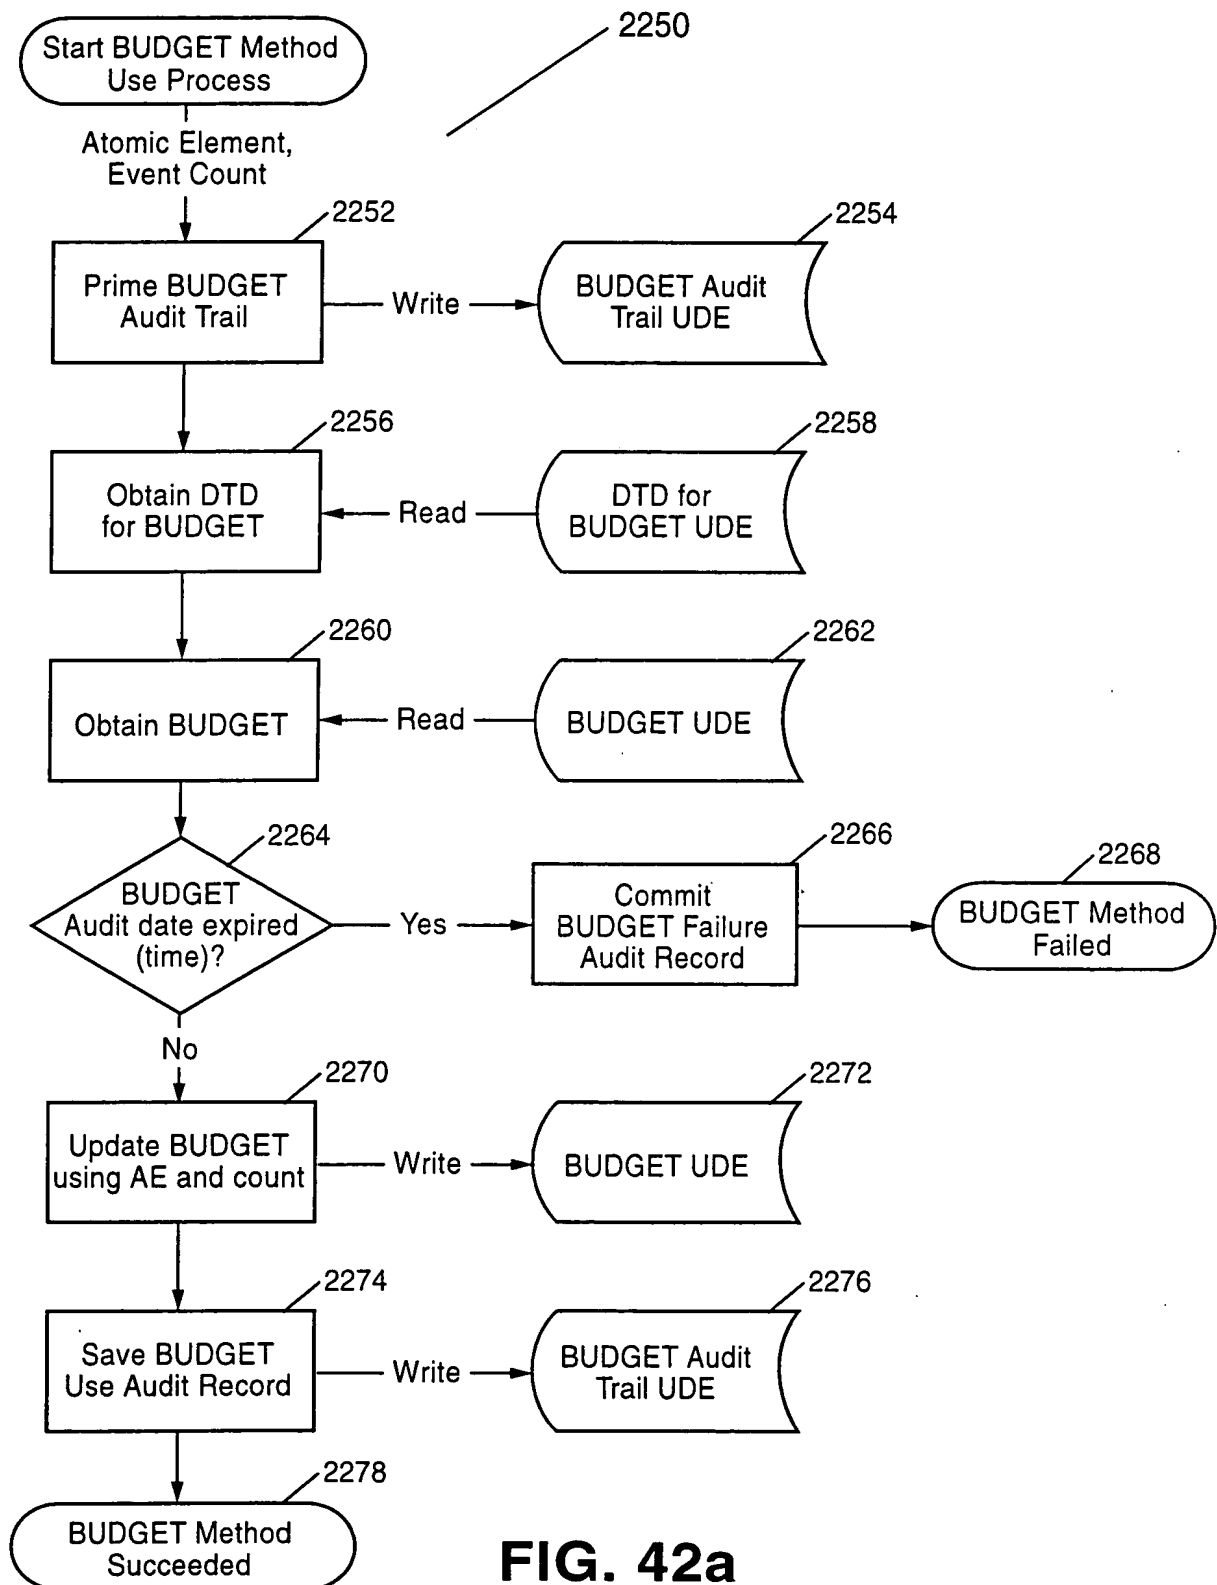 2250
Start BUDGET Method
Use Process
Atomic Element,
Event Count
2252
2254
Prime BUDGET
Audit Trail
Write
BUDGET Audit
Trail UDE
2256
2258
Obtain DTD
for BUDGET
Read
DTD for
BUDGET UDE
2260
2262
Obtain BUDGET
Read
BUDGET UDE
2264
2266
2268
BUDGET
Audit date expired
(time)?
Yes
Commit
BUDGET Failure
Audit Record
BUDGET Method
Failed
No
2270
2272
Update BUDGET
using AE and count
Write
BUDGET UDE
2274
2276
Save BUDGET
Use Audit Record
Write
BUDGET Audit
Trail UDE
2278
BUDGET Method
Succeeded
FIG. 42a